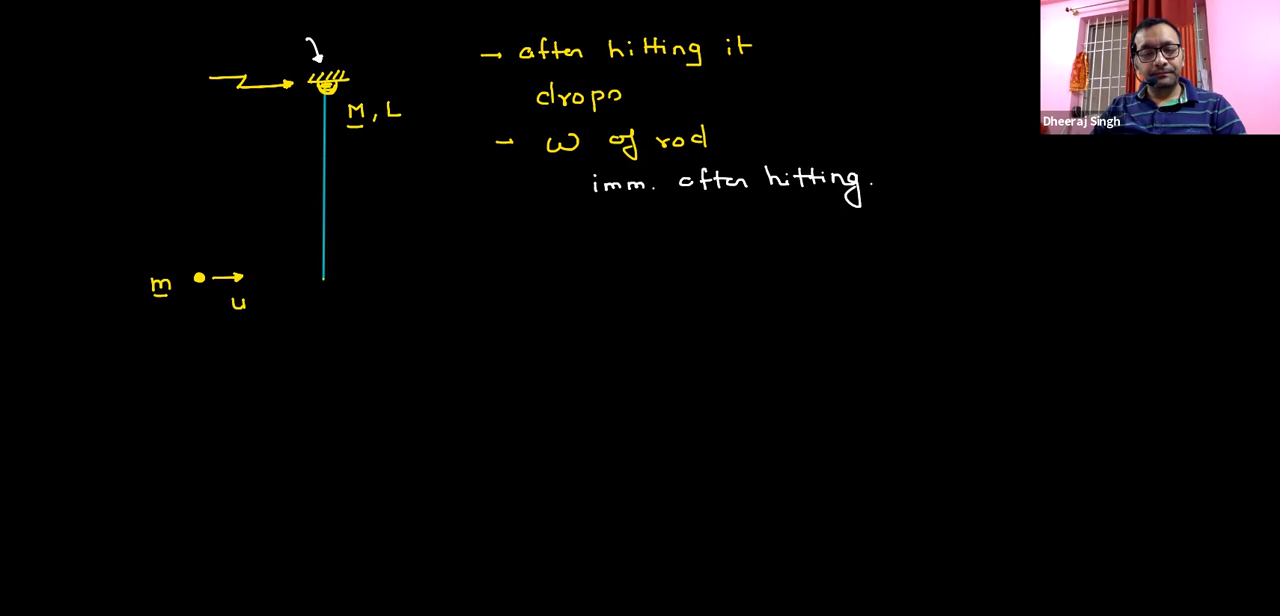 → after hitting it
drops
M, L
- ω of rod
imm. after hitting.
m
u
Dheeraj Singh